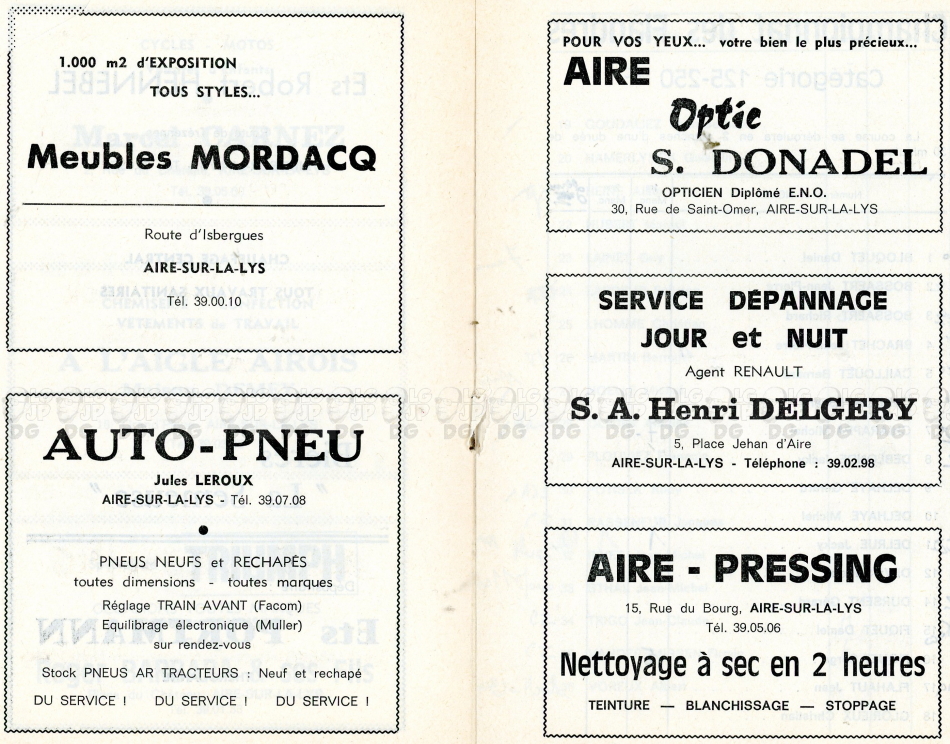 1.000 m2 d'EXPOSITION
TOUS STYLES...
Meubles MORDACQ
Route d'Isbergues
AIRE-SUR-LA-LYS
Tél. 39.00.10
AUTO-PNEU
Jules LEROUX
AIRE-SUR-LA-LYS - Tél. 39.07.08
PNEUS NEUFS et RECHAPÉS
toutes dimensions - toutes marques
Réglage TRAIN AVANT (Facom)
Equilibrage électronique (Muller)
sur rendez-vous
Stock PNEUS AR TRACTEURS : Neuf et rechapé
DU SERVICE ! DU SERVICE ! DU SERVICE !
POUR VOS YEUX... votre bien le plus précieux...
AIRE
Optic
S. DONADEL
OPTICIEN Diplômé E.N.O.
30, Rue de Saint-Omer, AIRE-SUR-LA-LYS
SERVICE DÉPANNAGE
JOUR et NUIT
Agent RENAULT
S. A. Henri DELGERY
5, Place Jehan d'Aire
AIRE-SUR-LA-LYS - Téléphone : 39.02.98
AIRE - PRESSING
15, Rue du Bourg, AIRE-SUR-LA-LYS
Tél. 39.05.06
Nettoyage à sec en 2 heures
TEINTURE — BLANCHISSAGE — STOPPAGE